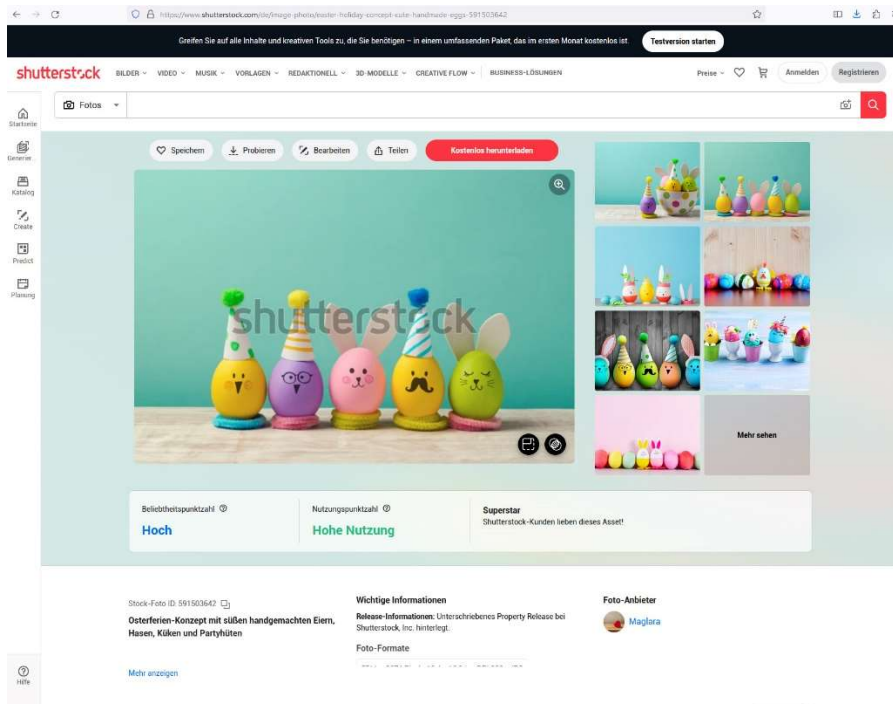 https://www.shutterstock.com/de/image-photo/easter-holiday-concept-cute-handmade-eggs-591503642
Greifen Sie auf alle Inhalte und kreativen Tools zu, die Sie benötigen – in einem umfassenden Paket, das im ersten Monat kostenlos ist. Testversion starten
shutterstock BILDER VIDEO MUSIK VORLAGEN REDAKTIONELL 3D-MODELLE CREATIVE FLOW BUSINESS-LÖSUNGEN Preise Anmelden Registrieren
Fotos
Startseite
Generie...
Katalog
Create
Predict
Planung
Speichern Probieren Bearbeiten Teilen Kostenlos herunterladen
shutterstock
Mehr sehen
Beliebtheitspunktzahl
Hoch
Nutzungspunktzahl
Hohe Nutzung
Superstar
Shutterstock-Kunden lieben dieses Asset!
Stock-Foto ID: 591503642
Osterferien-Konzept mit süßen handgemachten Eiern,
Hasen, Küken und Partyhüten
Mehr anzeigen
Wichtige Informationen
Release-Informationen: Unterschriebenes Property Release bei
Shutterstock, Inc. hinterlegt.
Foto-Formate
Foto-Anbieter
Maglara
Hilfe